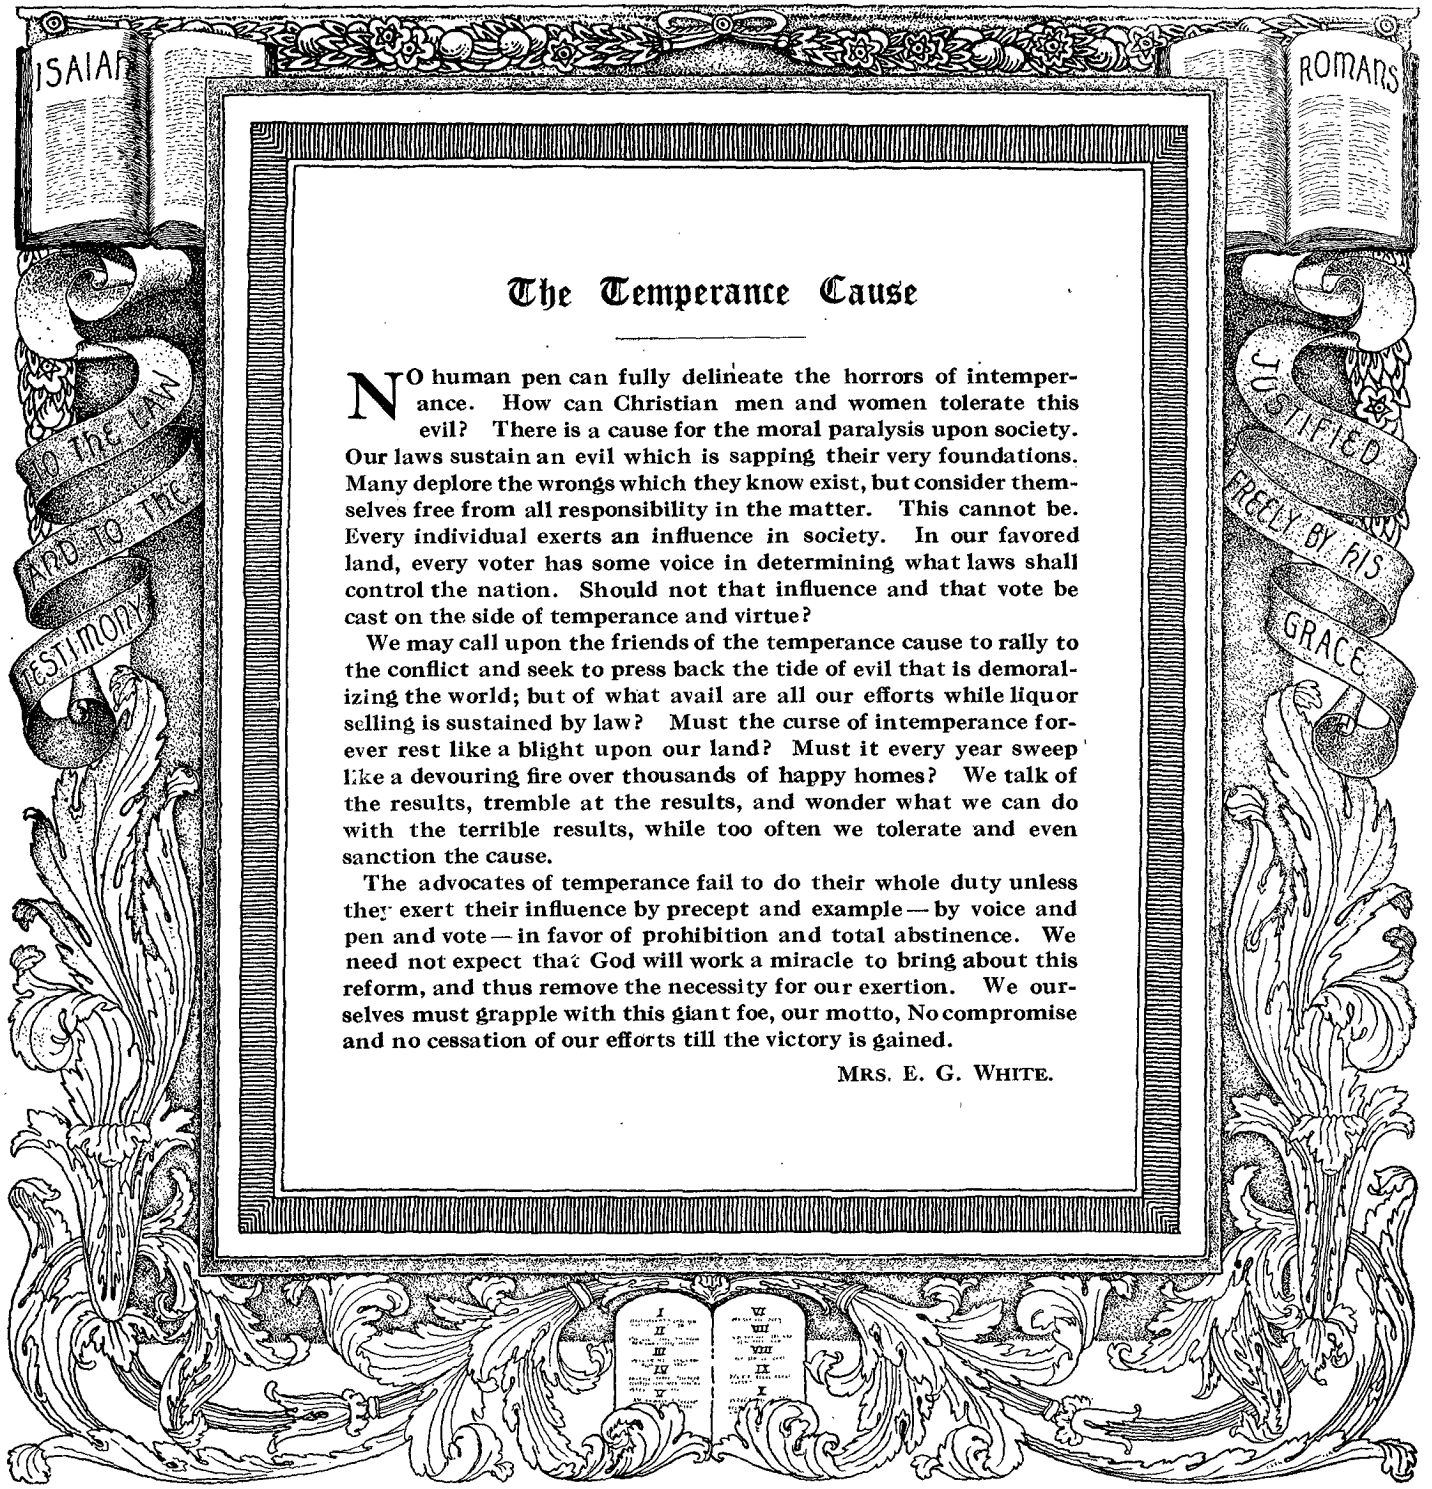 ISAIAH
ROMANS
TO THE LAW
AND TO THE
TESTIMONY
JUSTIFIED
FREELY BY HIS
GRACE
The Temperance Cause
NO human pen can fully delineate the horrors of intemper-
ance. How can Christian men and women tolerate this
evil? There is a cause for the moral paralysis upon society.
Our laws sustain an evil which is sapping their very foundations.
Many deplore the wrongs which they know exist, but consider them-
selves free from all responsibility in the matter. This cannot be.
Every individual exerts an influence in society. In our favored
land, every voter has some voice in determining what laws shall
control the nation. Should not that influence and that vote be
cast on the side of temperance and virtue?
We may call upon the friends of the temperance cause to rally to
the conflict and seek to press back the tide of evil that is demoral-
izing the world; but of what avail are all our efforts while liquor
selling is sustained by law? Must the curse of intemperance for-
ever rest like a blight upon our land? Must it every year sweep
like a devouring fire over thousands of happy homes? We talk of
the results, tremble at the results, and wonder what we can do
with the terrible results, while too often we tolerate and even
sanction the cause.
The advocates of temperance fail to do their whole duty unless
they exert their influence by precept and example — by voice and
pen and vote — in favor of prohibition and total abstinence. We
need not expect that God will work a miracle to bring about this
reform, and thus remove the necessity for our exertion. We our-
selves must grapple with this giant foe, our motto, No compromise
and no cessation of our efforts till the victory is gained.
MRS. E. G. WHITE.
I
II
III
IV
V
VI
VII
VIII
IX
X